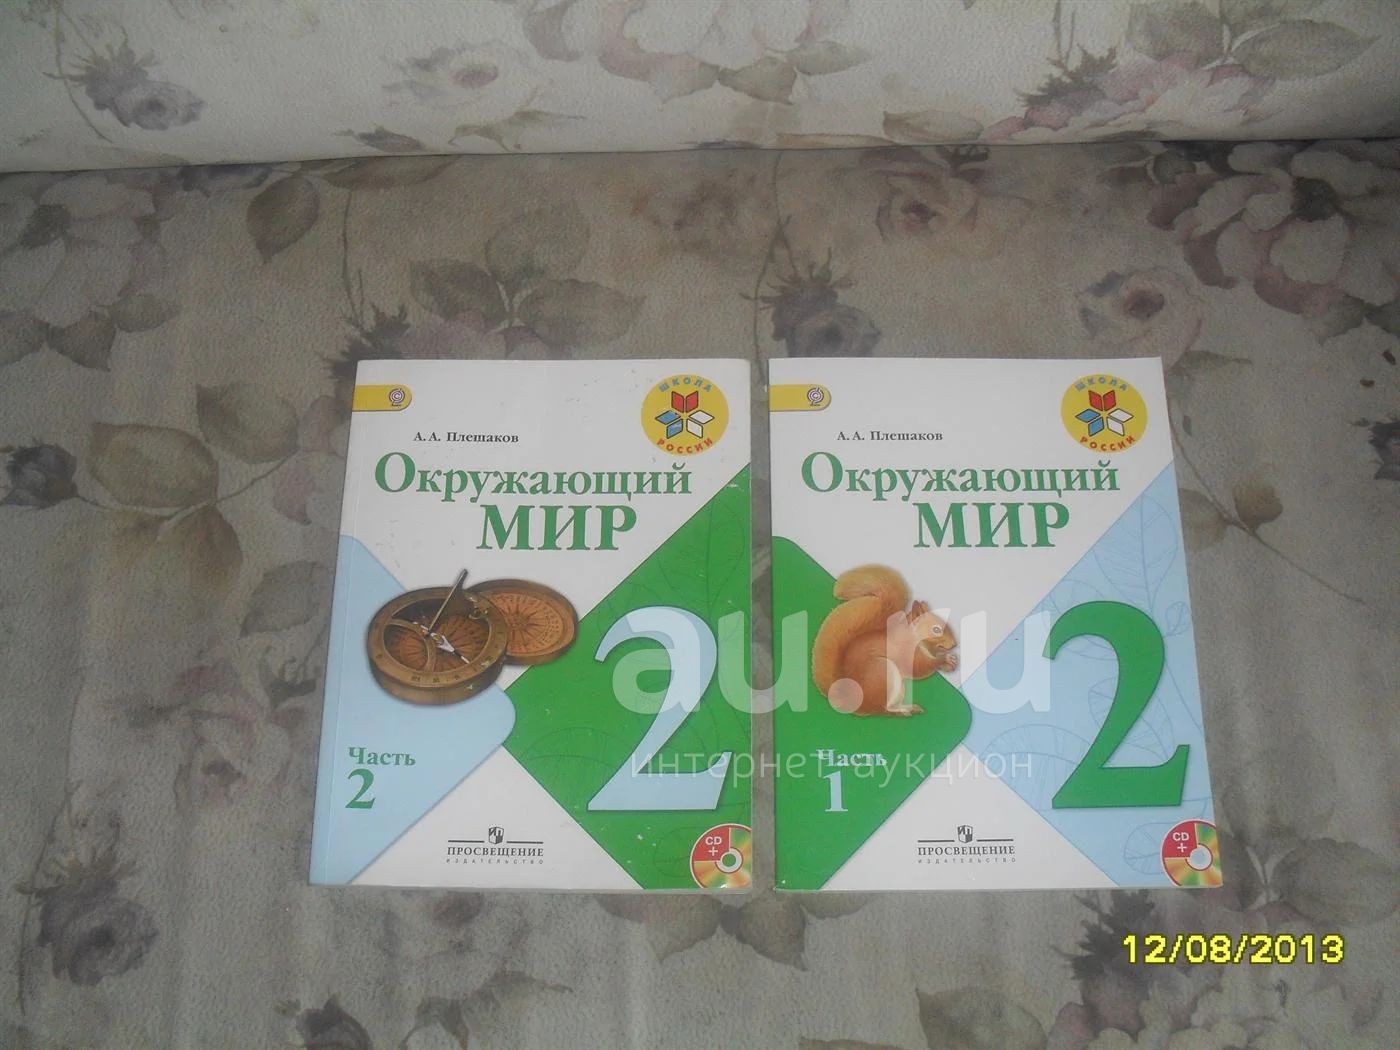 ШКОЛА
РОССИИ
А. А. Плешаков
Окружающий
МИР
2
Часть
2
ПРОСВЕЩЕНИЕ
ИЗДАТЕЛЬСТВО
CD
+
ШКОЛА
РОССИИ
А. А. Плешаков
Окружающий
МИР
2
Часть
1
ПРОСВЕЩЕНИЕ
ИЗДАТЕЛЬСТВО
CD
+
au.ru
интернет-аукцион
12/08/2013